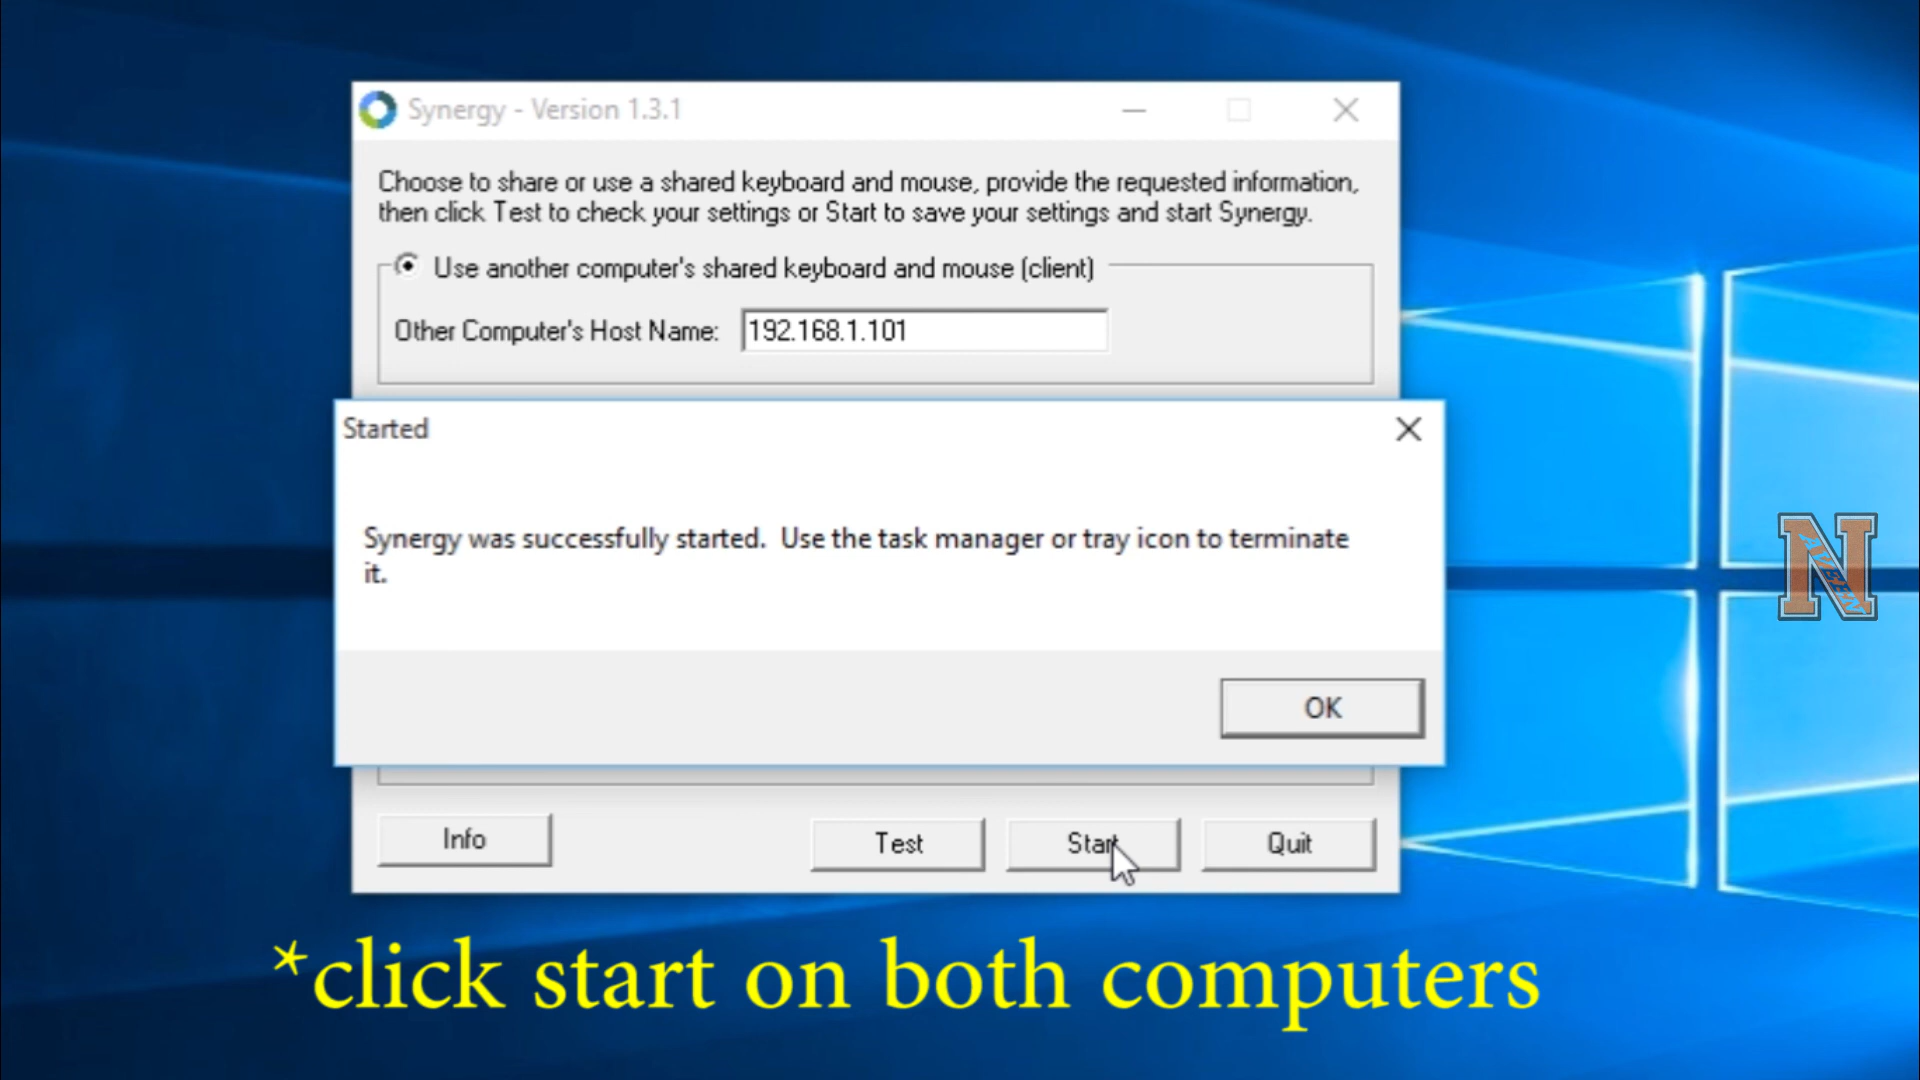 Synergy - Version 1.3.1
Choose to share or use a shared keyboard and mouse, provide the requested information,
then click Test to check your settings or Start to save your settings and start Synergy.
Use another computer's shared keyboard and mouse (client)
Other Computer's Host Name: 192.168.1.101
Started
Synergy was successfully started.  Use the task manager or tray icon to terminate
it.
N
OK
Info Test Start Quit
*click start on both computers